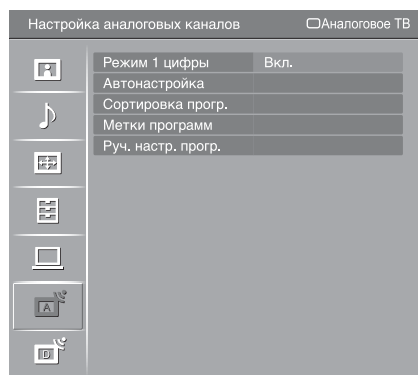 Настройка аналоговых каналов Аналоговое ТВ
Режим 1 цифры Вкл.
Автонастройка
Сортировка прогр.
Метки программ
Руч. настр. прогр.
A
D